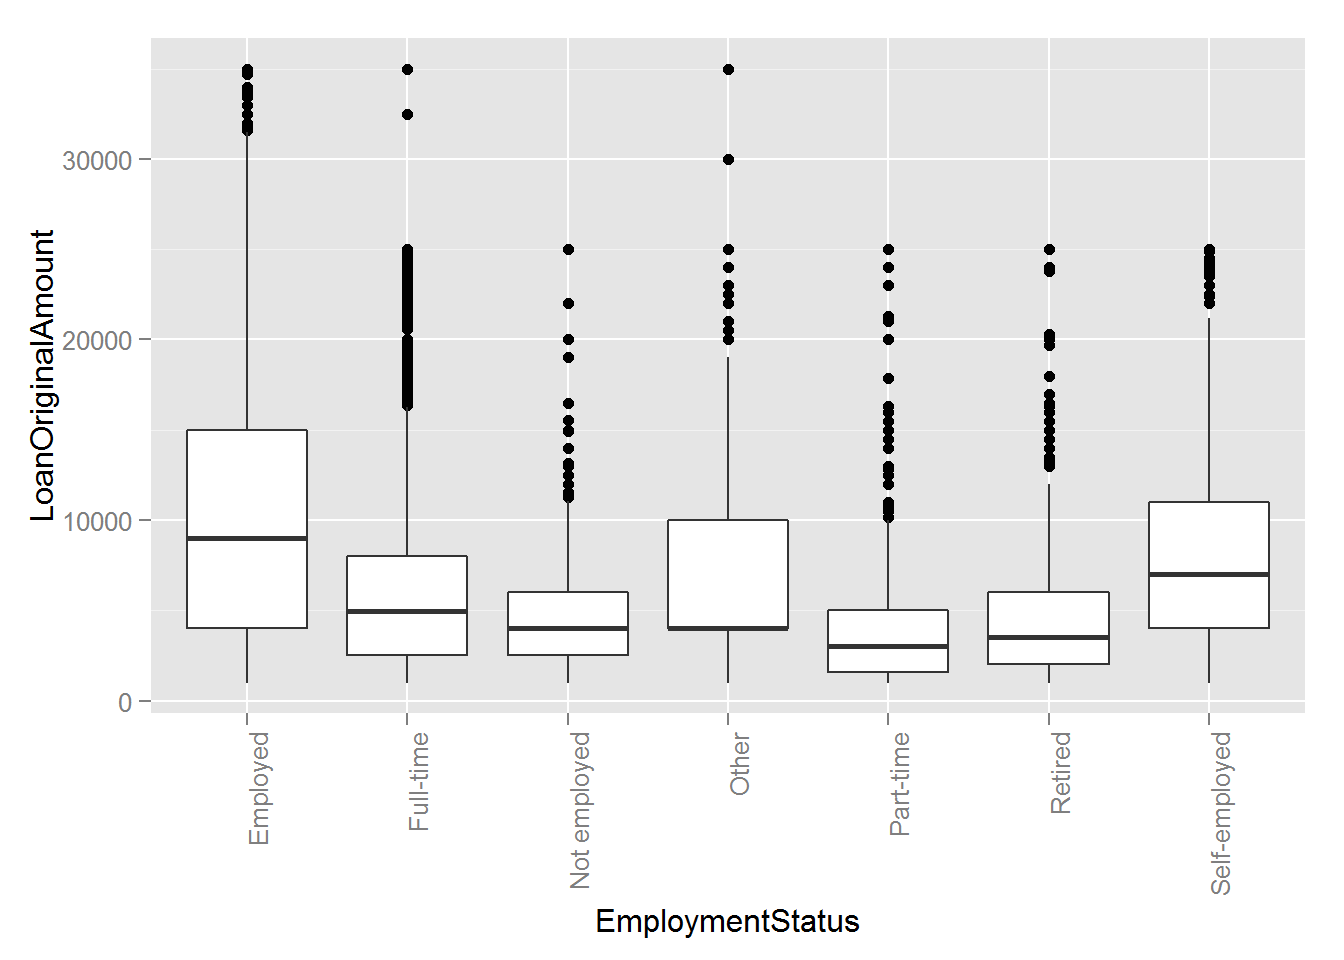 LoanOriginalAmount
30000
20000
10000
0
Employed
Full-time
Not employed
Other
Part-time
Retired
Self-employed
EmploymentStatus